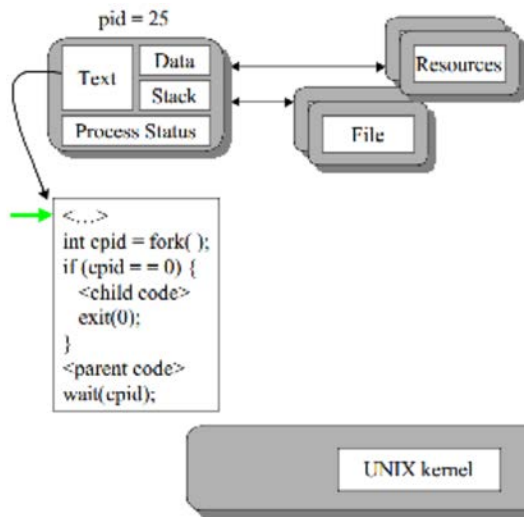 pid = 25
Text
Data
Stack
Process Status
Resources
File
<...>
int cpid = fork( );
if (cpid = = 0) {
<child code>
exit(0);
}
<parent code>
wait(cpid);
UNIX kernel